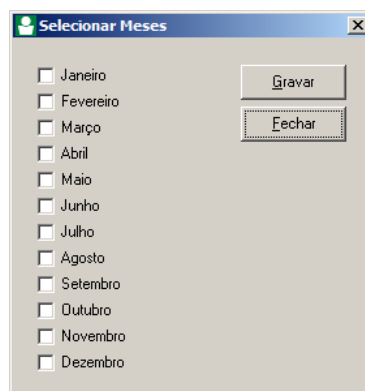 Selecionar Meses
Janeiro
Fevereiro
Março
Abril
Maio
Junho
Julho
Agosto
Setembro
Outubro
Novembro
Dezembro
Gravar
Fechar